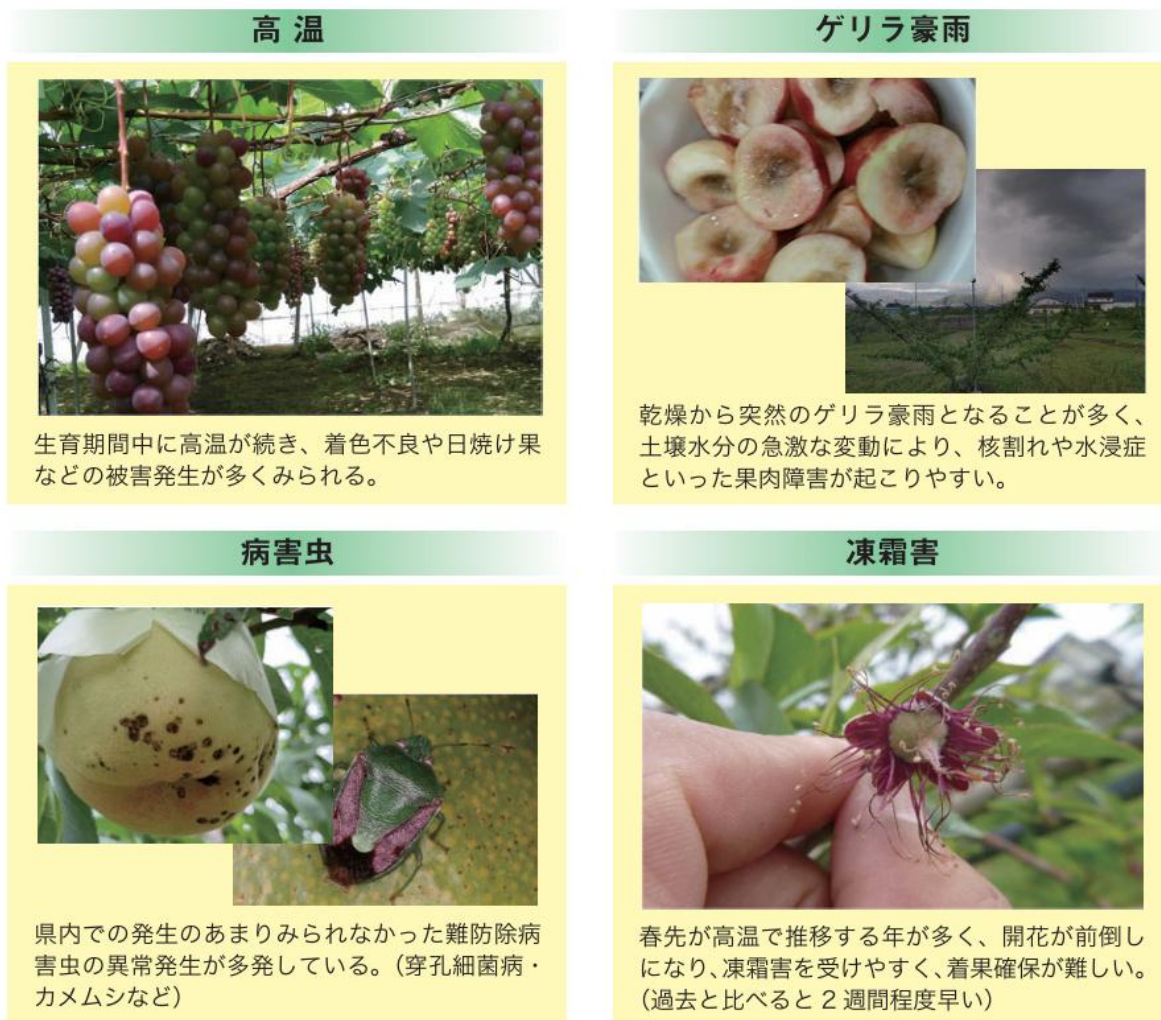 高温
生育期間中に高温が続き、着色不良や日焼け果
などの被害発生が多くみられる。
ゲリラ豪雨
乾燥から突然のゲリラ豪雨となることが多く、
土壌水分の急激な変動により、核割れや水浸症
といった果肉障害が起こりやすい。
病害虫
県内での発生のあまりみられなかった難防除病
害虫の異常発生が多発している。（穿孔細菌病・
カメムシなど）
凍霜害
春先が高温で推移する年が多く、開花が前倒し
になり、凍霜害を受けやすく、着果確保が難しい。
（過去と比べると２週間程度早い）